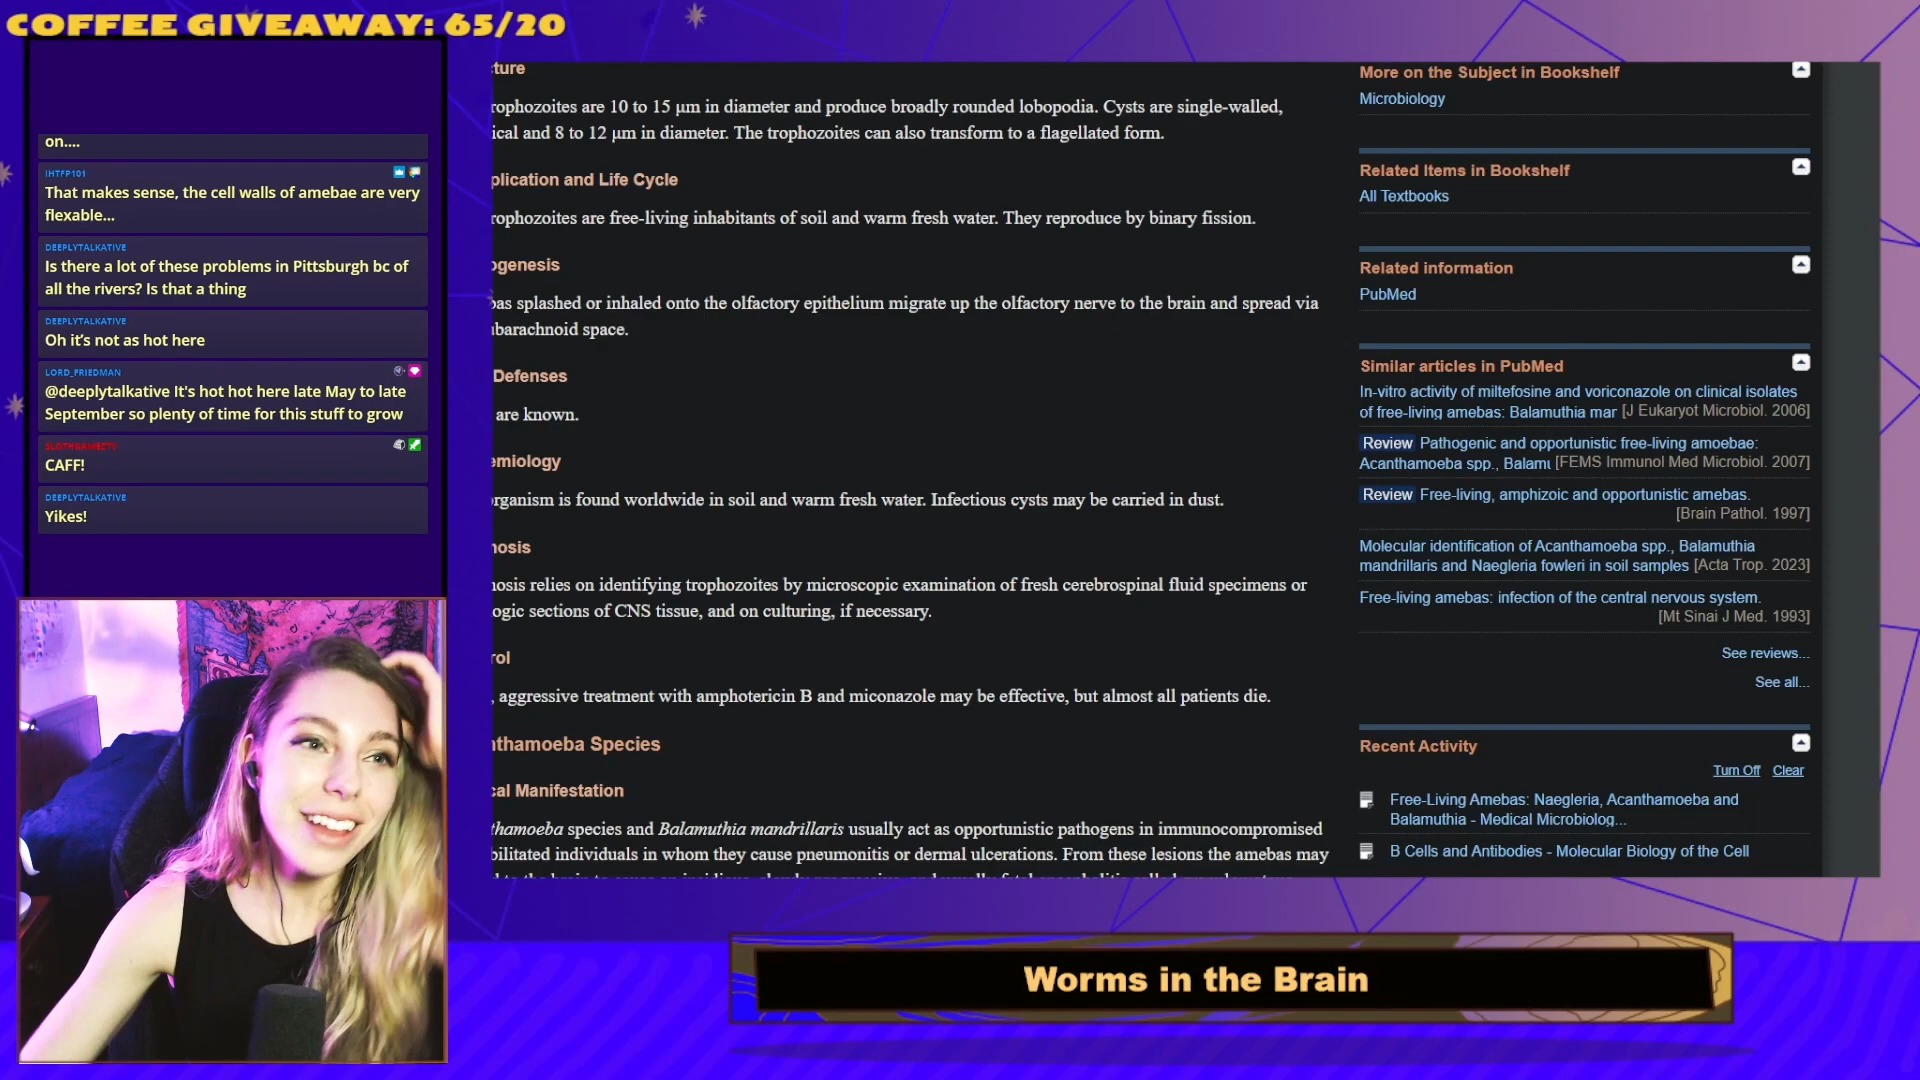 COFFEE GIVEAWAY: 65/20
on....
IHTFP101
That makes sense, the cell walls of amebae are very
flexable...
DEEPLYTALKATIVE
Is there a lot of these problems in Pittsburgh bc of
all the rivers? Is that a thing
DEEPLYTALKATIVE
Oh it's not as hot here
LORD_FRIEDMAN
@deeplytalkative It's hot hot here late May to late
September so plenty of time for this stuff to grow
CAFF!
DEEPLYTALKATIVE
Yikes!
ture
rophozoites are 10 to 15 μm in diameter and produce broadly rounded lobopodia. Cysts are single-walled,
ical and 8 to 12 μm in diameter. The trophozoites can also transform to a flagellated form.
plication and Life Cycle
rophozoites are free-living inhabitants of soil and warm fresh water. They reproduce by binary fission.
ogenesis
bas splashed or inhaled onto the olfactory epithelium migrate up the olfactory nerve to the brain and spread via
ubarachnoid space.
Defenses
are known.
emiology
organism is found worldwide in soil and warm fresh water. Infectious cysts may be carried in dust.
nosis
nosis relies on identifying trophozoites by microscopic examination of fresh cerebrospinal fluid specimens or
ogic sections of CNS tissue, and on culturing, if necessary.
rol
, aggressive treatment with amphotericin B and miconazole may be effective, but almost all patients die.
nthamoeba Species
cal Manifestation
thamoeba species and Balamuthia mandrillaris usually act as opportunistic pathogens in immunocompromised
bilitated individuals in whom they cause pneumonitis or dermal ulcerations. From these lesions the amebas may
More on the Subject in Bookshelf
Microbiology
Related Items in Bookshelf
All Textbooks
Related information
PubMed
Similar articles in PubMed
In-vitro activity of miltefosine and voriconazole on clinical isolates
of free-living amebas: Balamuthia mar [J Eukaryot Microbiol. 2006]
Review Pathogenic and opportunistic free-living amoebae:
Acanthamoeba spp., Balamu [FEMS Immunol Med Microbiol. 2007]
Review Free-living, amphizoic and opportunistic amebas.
[Brain Pathol. 1997]
Molecular identification of Acanthamoeba spp., Balamuthia
mandrillaris and Naegleria fowleri in soil samples [Acta Trop. 2023]
Free-living amebas: infection of the central nervous system.
[Mt Sinai J Med. 1993]
See reviews...
See all...
Recent Activity
Turn Off Clear
Free-Living Amebas: Naegleria, Acanthamoeba and
Balamuthia - Medical Microbiolog...
B Cells and Antibodies - Molecular Biology of the Cell
Worms in the Brain